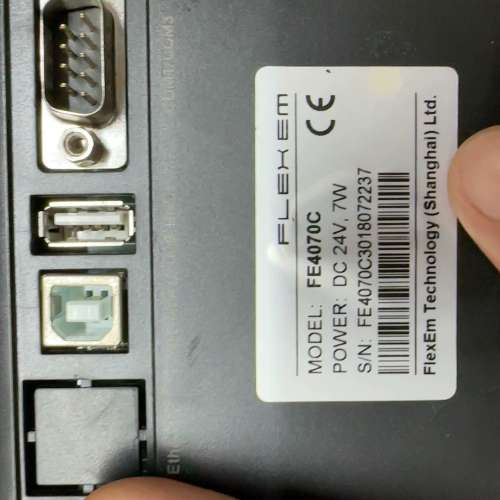 FLEXEM
CE
MODEL: FE4070C
POWER: DC 24V, 7W
S/N: FE4070C3018072237
FlexEm Technology (Shanghai) Ltd.